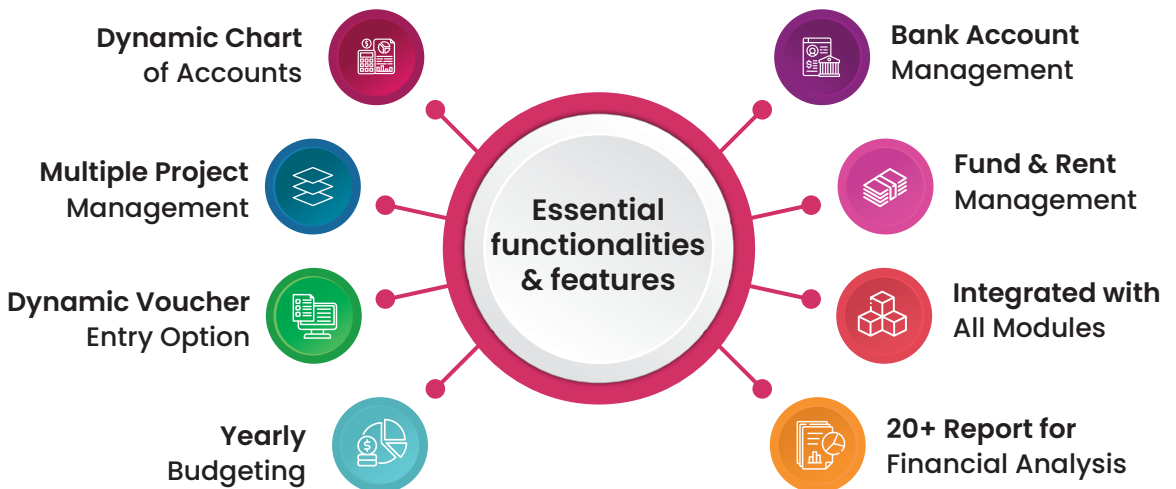 Dynamic Chart
of Accounts
Multiple Project
Management
Dynamic Voucher
Entry Option
Yearly
Budgeting
Essential
functionalities
& features
Bank Account
Management
Fund & Rent
Management
Integrated with
All Modules
20+ Report for
Financial Analysis